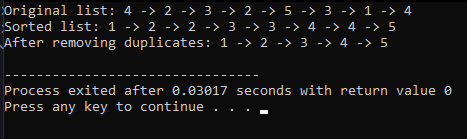 Original list: 4 -> 2 -> 3 -> 2 -> 5 -> 3 -> 1 -> 4
Sorted list: 1 -> 2 -> 2 -> 3 -> 3 -> 4 -> 4 -> 5
After removing duplicates: 1 -> 2 -> 3 -> 4 -> 5
--------------------------------
Process exited after 0.03017 seconds with return value 0
Press any key to continue . . .